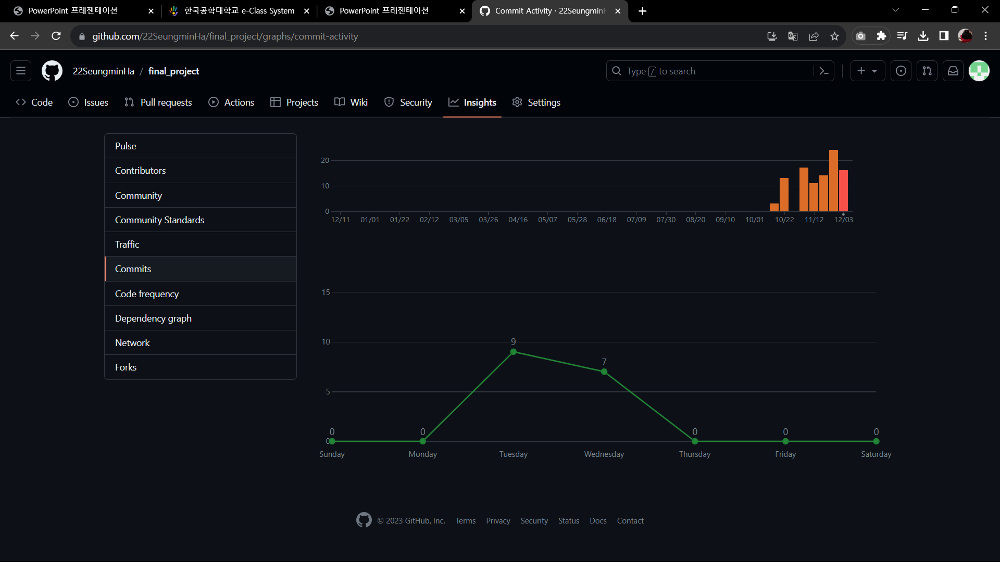 PowerPoint 프레젠테이션
한국공학대학교 e-Class System
PowerPoint 프레젠테이션
Commit Activity · 22Seungmin
github.com/22SeungminHa/final_project/graphs/commit-activity
22SeungminHa / final_project
Type / to search
Code
Issues
Pull requests
Actions
Projects
Wiki
Security
Insights
Settings
Pulse
Contributors
Community
Community Standards
Traffic
Commits
Code frequency
Dependency graph
Network
Forks
20
10
0
12/11 01/01 01/22 02/12 03/05 03/26 04/16 05/07 05/28 06/18 07/09 07/30 08/20 09/10 10/01 10/22 11/12 12/03
15
10
5
0
0 0 9 7 0 0 0
Sunday Monday Tuesday Wednesday Thursday Friday Saturday
© 2023 GitHub, Inc. Terms Privacy Security Status Docs Contact